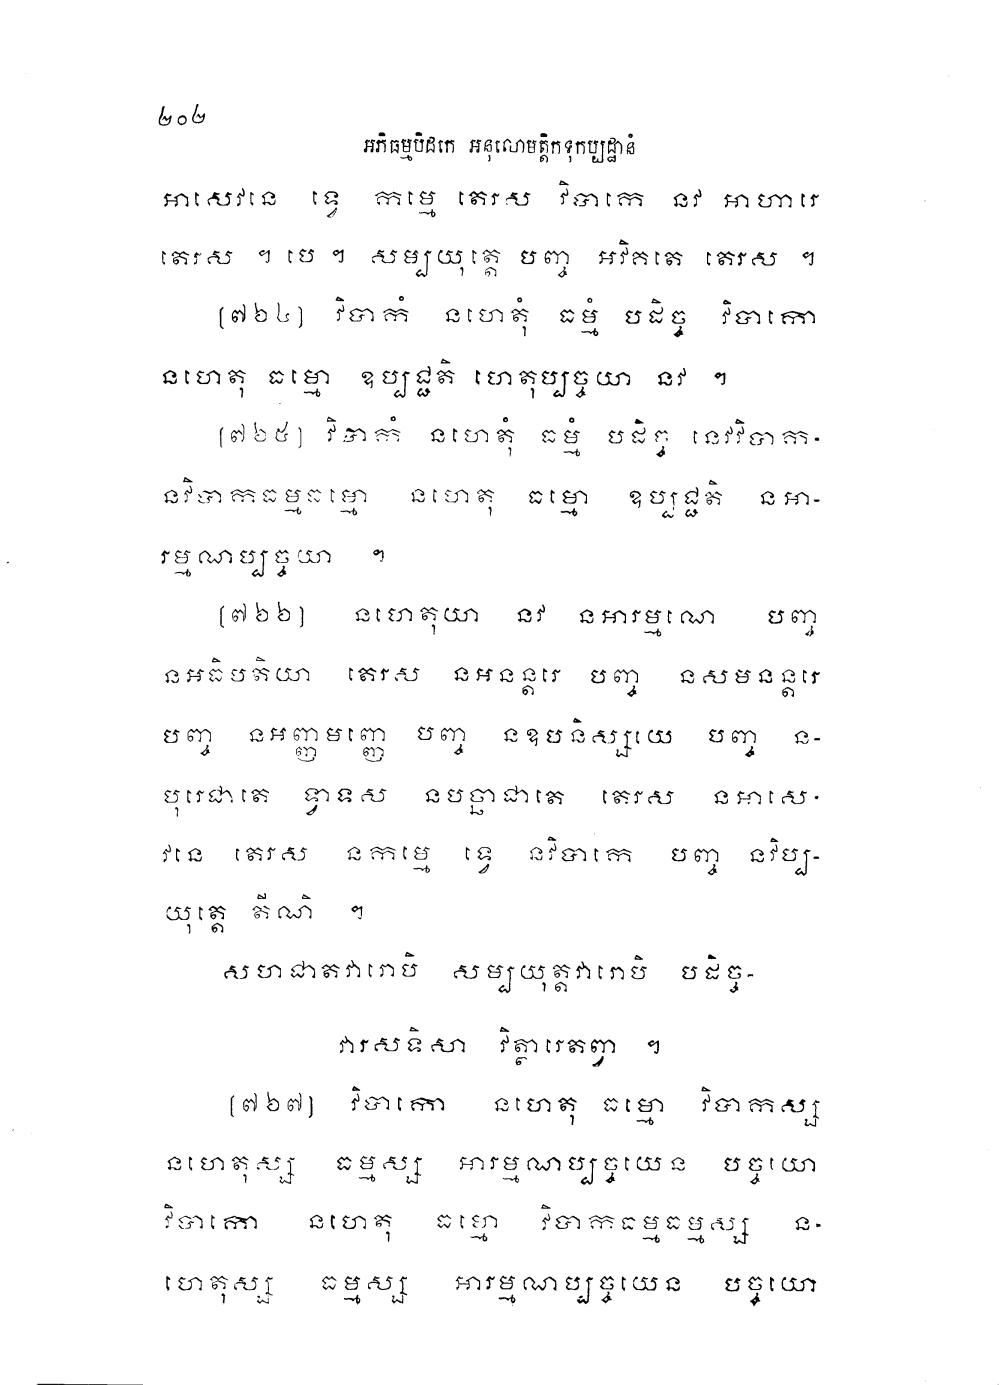 ២០២
អភិធម្មបិដកេ អនុលោមត្តិកទុកប្បដ្ឋានំ
អាសេវនេ ទ្វេ កម្មេ តេរស វិបាកេ នវ អាហារេ
តេរស ។ បេ ។ សម្បយុត្តេ បញ្ច អវិគតេ តេរស ។
[៧២៤] វិបាកំ នហេតុំ ធម្មំ បដិច្ច វិបាកោ
នហេតុ ធម្មោ ឧប្បជ្ជតិ ហេតុប្បច្ចយា នវ ។
[៧២៥] វិបាកំ នហេតុំ ធម្មំ បដិច្ច នេវវិបាក-
នវិបាកធម្មធម្មោ នហេតុ ធម្មោ ឧប្បជ្ជតិ នអា-
រម្មណប្បច្ចយា ។
[៧២៦] នហេតុយា នវ នអារម្មណេ បញ្ច
នអធិបតិយា តេរស នអនន្តរេ បញ្ច នសមនន្តរេ
បញ្ច នអញ្ញមញ្ញេ បញ្ច នឧបនិស្សយេ បញ្ច ន-
បុរេជាតេ ទ្វាទស នបច្ឆាជាតេ តេរស នអាសេ-
វនេ តេរស នកម្មេ ទ្វេ នវិបាកេ បញ្ច នវិប្ប-
យុត្តេ តីណិ ។
សហជាតវារោបិ សម្បយុត្តវារោបិ បដិច្ច-
វារសទិសា វិត្ថារេតព្វា ។
[៧២៧] វិបាកោ នហេតុ ធម្មោ វិបាកស្ស
នហេតុស្ស ធម្មស្ស អារម្មណប្បច្ចយេន បច្ចយោ
វិបាកោ នហេតុ ធម្មោ វិបាកធម្មធម្មស្ស ន-
ហេតុស្ស ធម្មស្ស អារម្មណប្បច្ចយេន បច្ចយោ